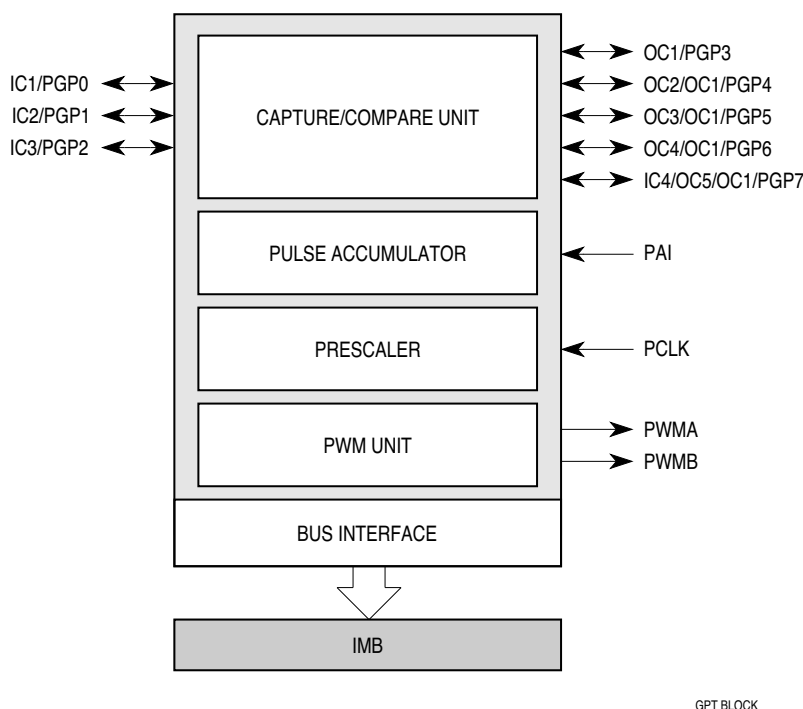 IC1/PGP0
IC2/PGP1
IC3/PGP2
CAPTURE/COMPARE UNIT
OC1/PGP3
OC2/OC1/PGP4
OC3/OC1/PGP5
OC4/OC1/PGP6
IC4/OC5/OC1/PGP7
PULSE ACCUMULATOR
PAI
PRESCALER
PCLK
PWM UNIT
PWMA
PWMB
BUS INTERFACE
IMB
GPT BLOCK